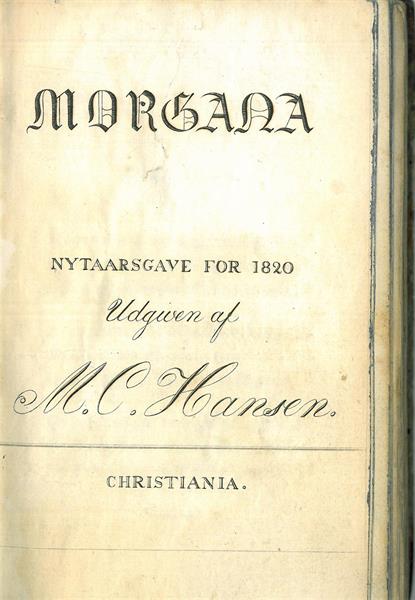 MORGANA
NYTAARSGAVE FOR 1820
Udgiven af
M. C. Hansen.
CHRISTIANIA.